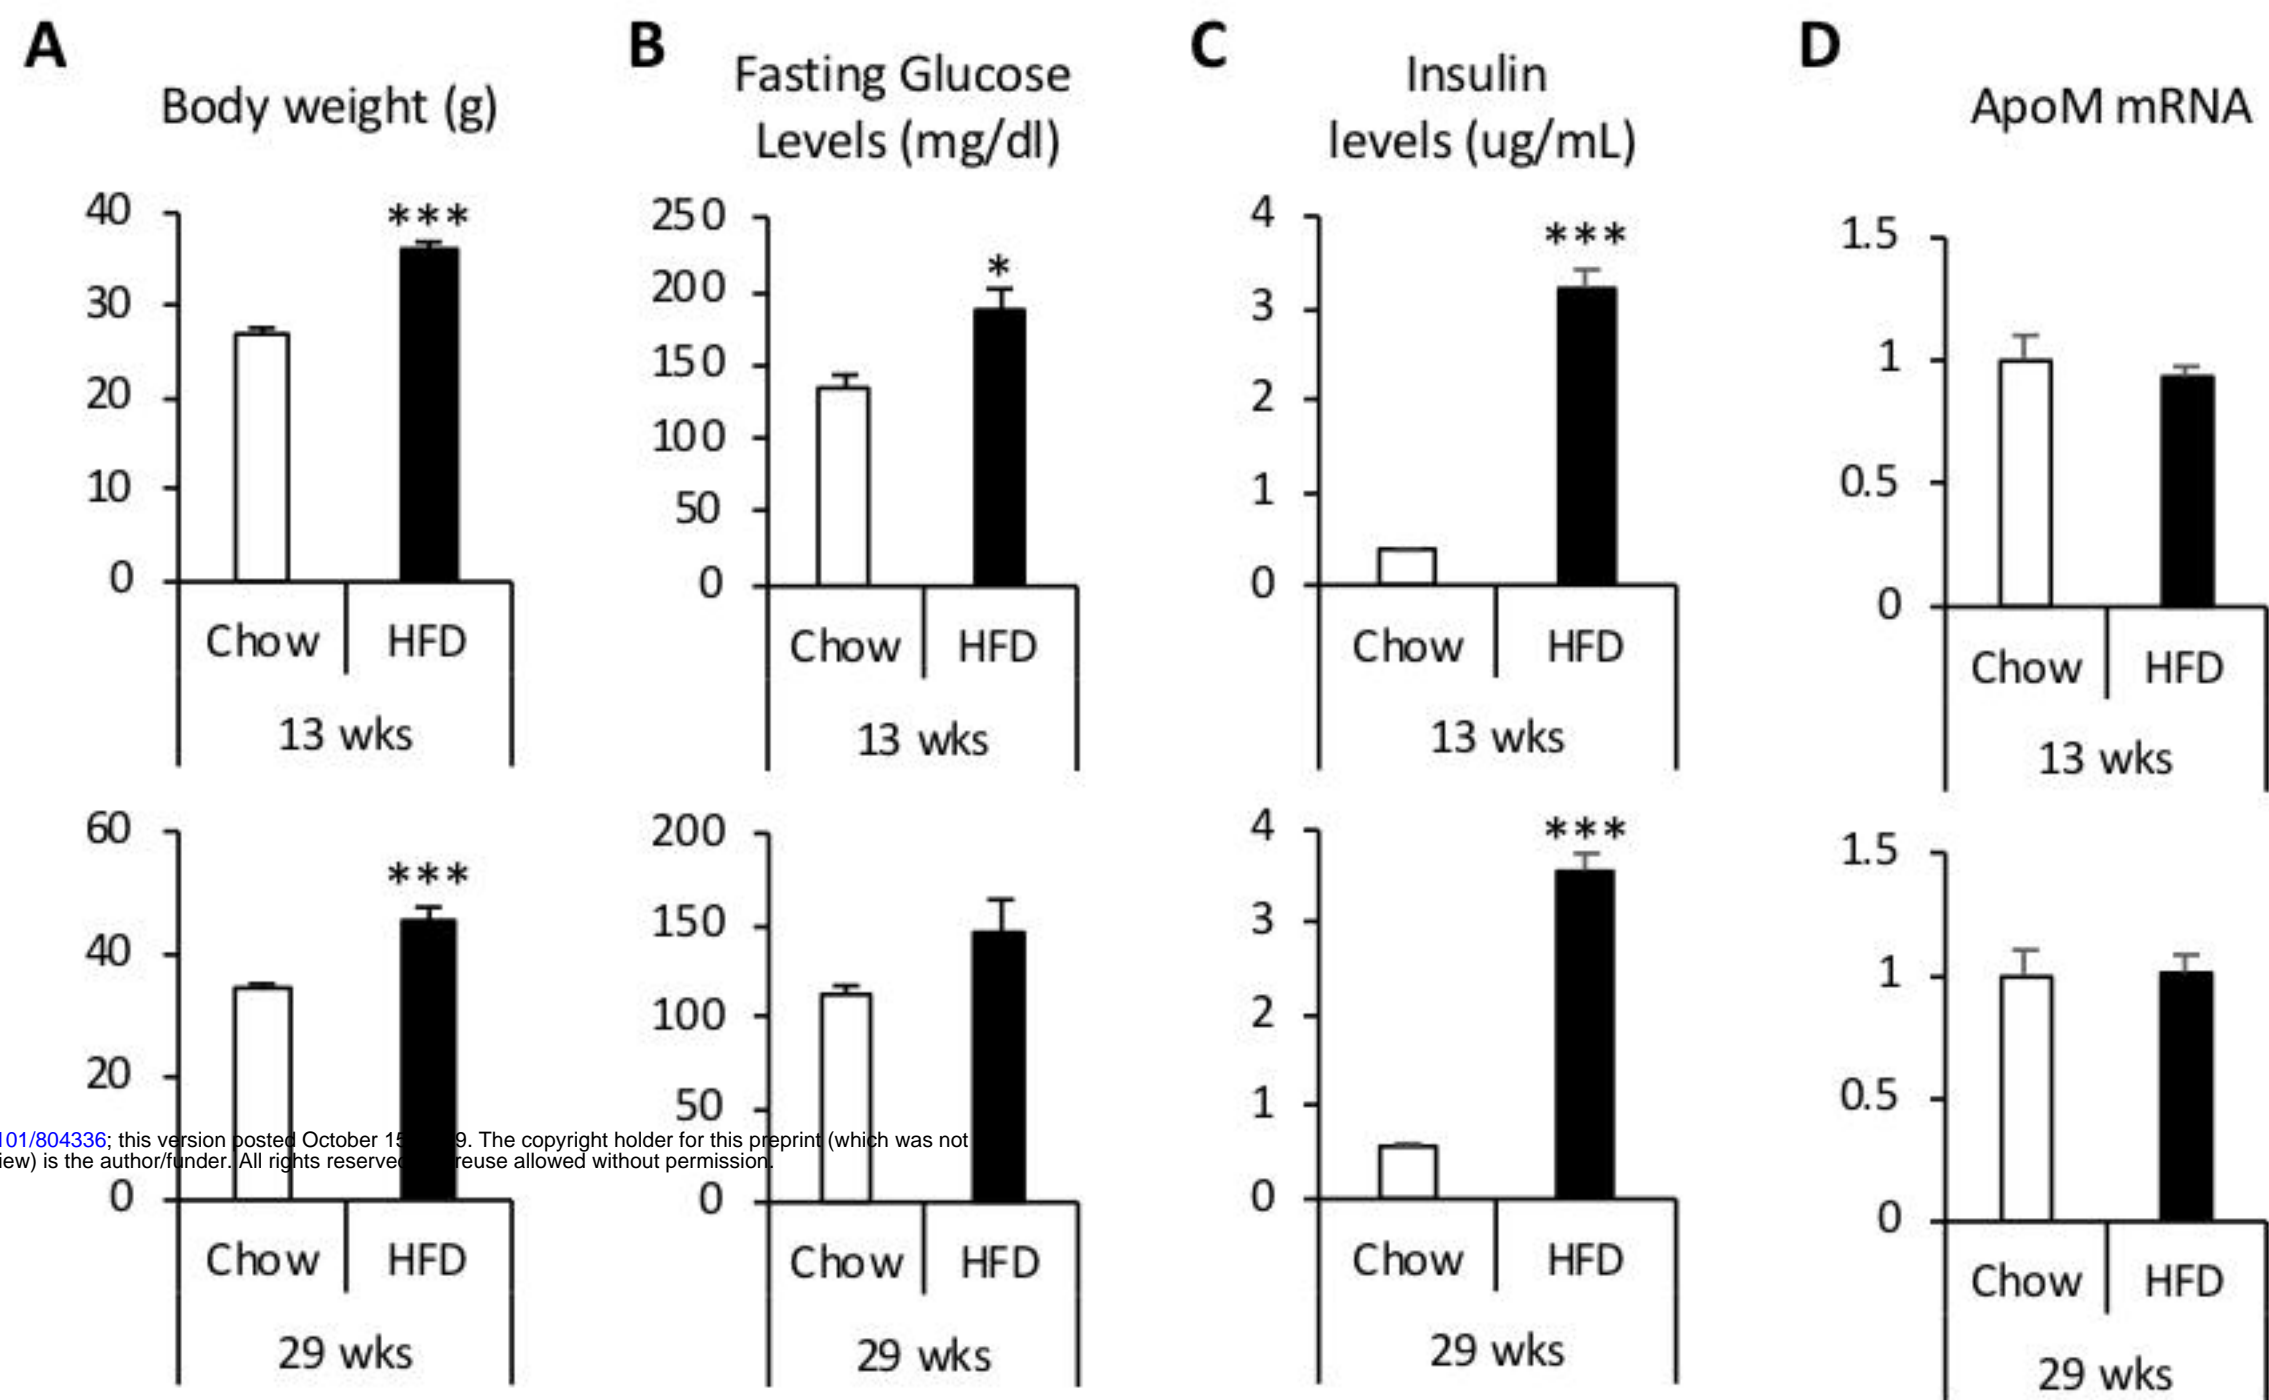 A
Body weight (g)
40
***
30
20
10
0
Chow HFD
13 wks
60
***
40
20
0
Chow HFD
29 wks
B
Fasting Glucose
Levels (mg/dl)
250
200
*
150
100
50
0
Chow HFD
13 wks
200
150
100
50
0
Chow HFD
29 wks
C
Insulin
levels (ug/mL)
4
***
3
2
1
0
Chow HFD
13 wks
4
***
3
2
1
0
Chow HFD
29 wks
D
ApoM mRNA
1.5
1
0.5
0
Chow HFD
13 wks
1.5
1
0.5
0
Chow HFD
29 wks
101/804336; this version posted October 15 9. The copyright holder for this preprint (which was not
iew) is the author/funder. All rights reserve reuse allowed without permission.